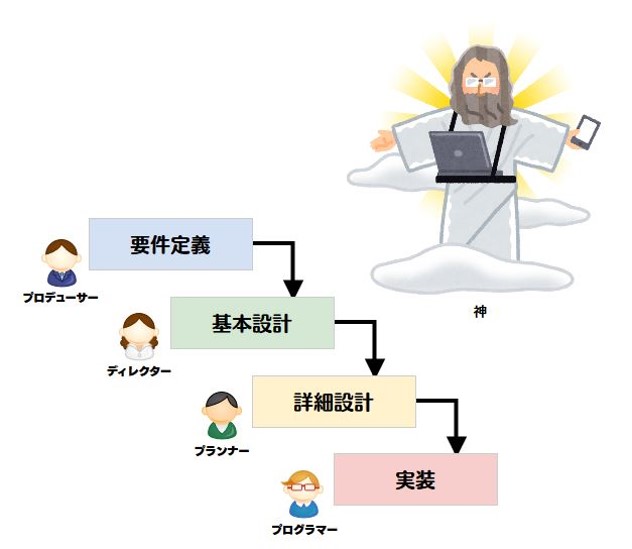 神
要件定義
プロデューサー
基本設計
ディレクター
詳細設計
プランナー
実装
プログラマー